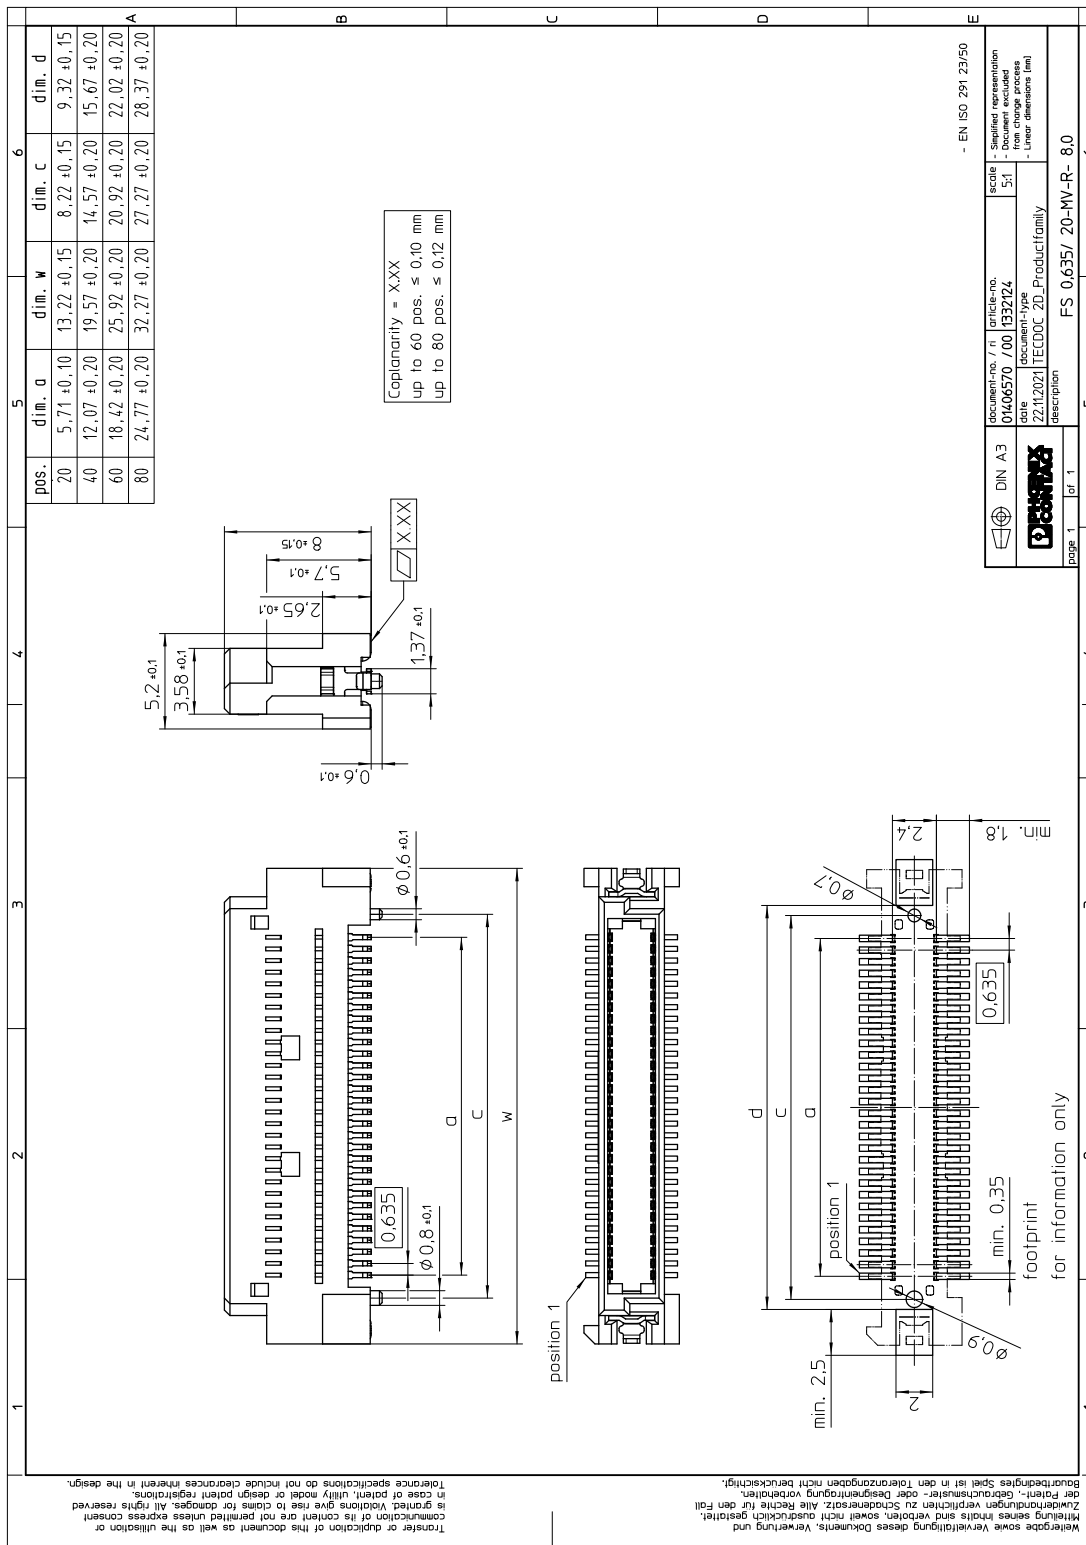 1 2 3 4 5 6
A
B
C
D
E
pos. dim. a dim. w dim. c dim. d
20 5,71 ±0,10 13,22 ±0,15 8,22 ±0,15 9,32 ±0,15
40 12,07 ±0,20 19,57 ±0,20 14,57 ±0,20 15,67 ±0,20
60 18,42 ±0,20 25,92 ±0,20 20,92 ±0,20 22,02 ±0,20
80 24,77 ±0,20 32,27 ±0,20 27,27 ±0,20 28,37 ±0,20
Coplanarity = X.XX
up to 60 pos. ≤ 0,10 mm
up to 80 pos. ≤ 0,12 mm
5,2 ±0,1
3,58 ±0,1
8 ±0,15
5,7 ±0,1
2,65 ±0,1
X.XX
1,37 ±0,1
0,6 ±0,1
ø0,6 ±0,1
a
c
w
0,635
ø0,8 ±0,1
position 1
d
c
a
position 1
ø0,7
2,4
min. 1,8
0,635
min. 0,35
min. 2,5
2
ø0,9
footprint
for information only
- EN ISO 291 23/50
DIN A3
document-no. / ri
01406570 /00
article-no.
1332124
scale
5:1
- Simplified representation
- Document excluded
from change process
- Linear dimensions [mm]
PHOENIX
CONTACT
date
22.11.2021
document-type
TECDOC 2D_Productfamily
page 1 of 1
description
FS 0,635/ 20-MV-R- 8,0
Transfer or duplication of this document as well as the utilisation or
communication of its content are not permitted unless express consent
is granted. Violations give rise to claims for damages. All rights reserved
in case of patent, utility model or design patent registrations.
Tolerance specifications do not include clearances inherent in the design.
Weitergabe sowie Vervielfältigung dieses Dokuments, Verwertung und
Mitteilung seines Inhalts sind verboten, soweit nicht ausdrücklich gestattet.
Zuwiderhandlungen verpflichten zu Schadenersatz. Alle Rechte für den Fall
der Patent-, Gebrauchsmuster- oder Designeintragung vorbehalten.
Bauartbedingtes Spiel ist in den Toleranzangaben nicht berücksichtigt.